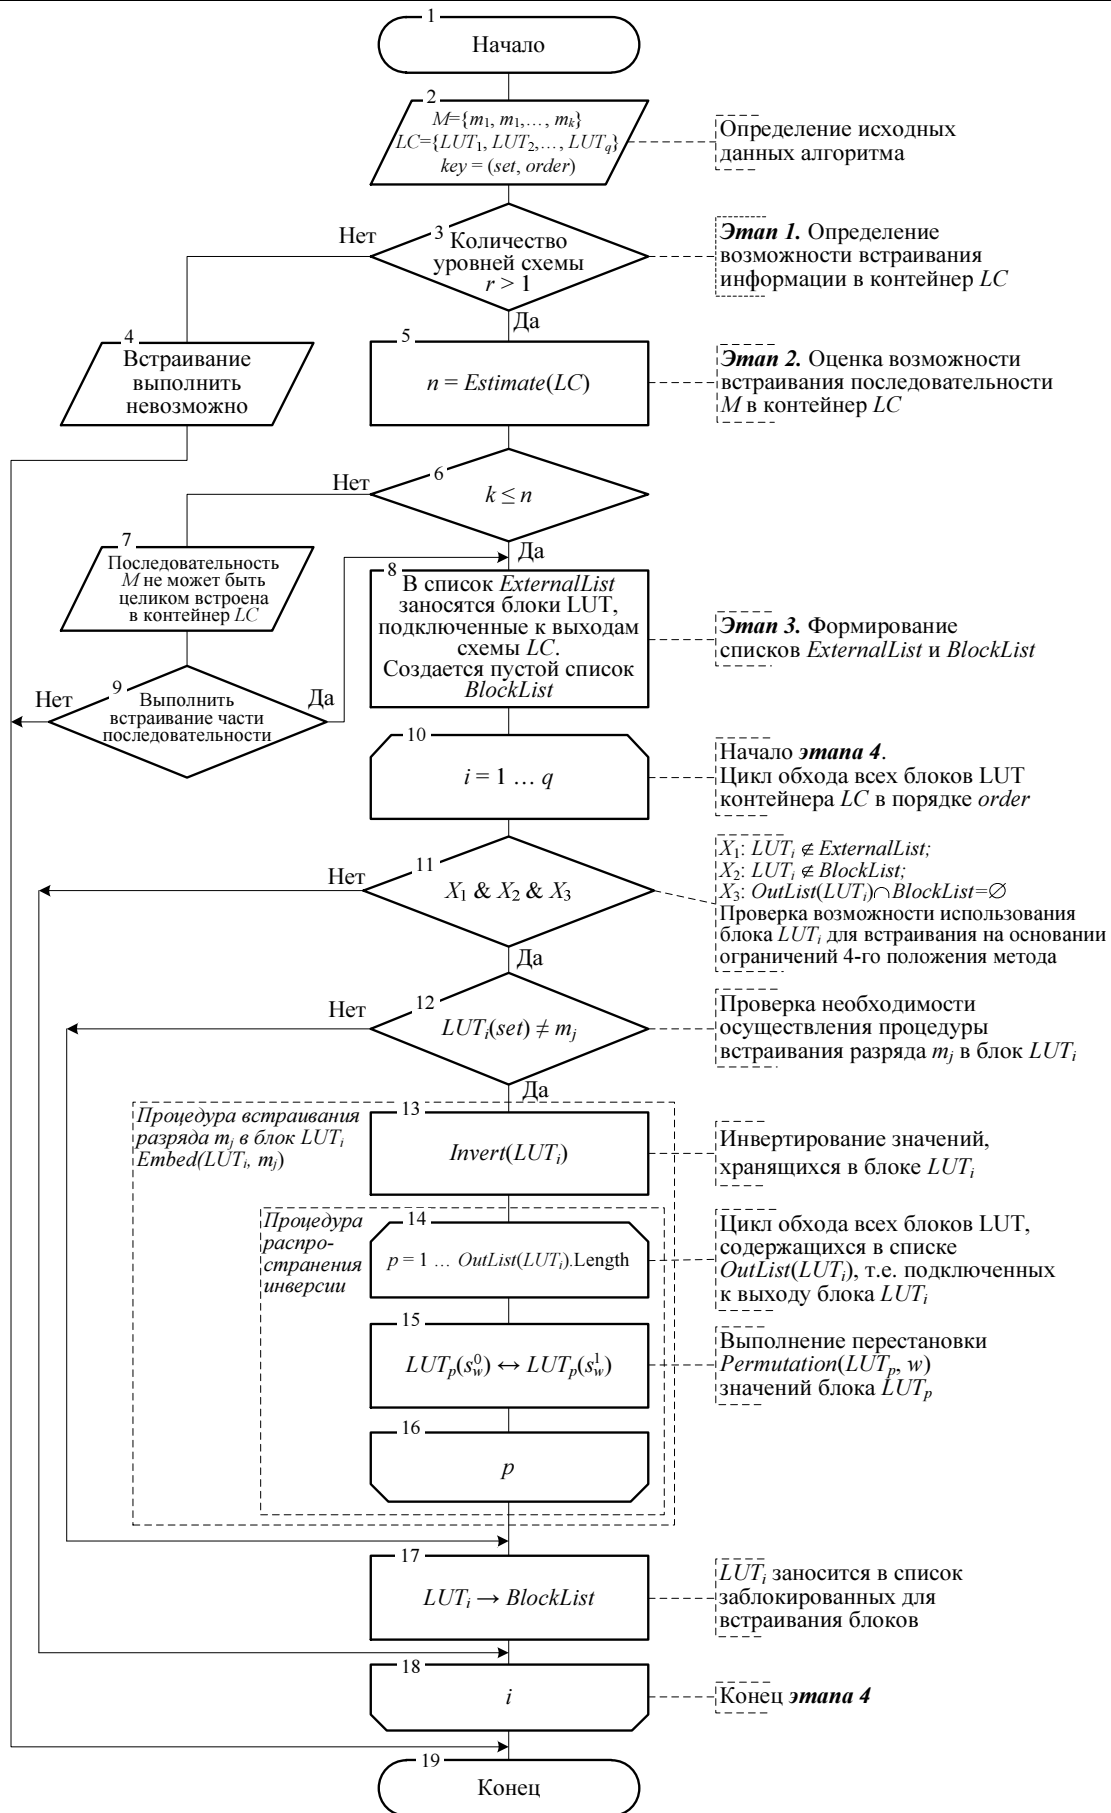 1
Начало
2
M={m₁, m₁,…, mₖ}
LC={LUT₁, LUT₂,…, LUT_q}
key = (set, order)
Определение исходных
данных алгоритма
3
Количество
уровней схемы
r > 1
Нет
Да
Этап 1. Определение
возможности встраивания
информации в контейнер LC
4
Встраивание
выполнить
невозможно
5
n = Estimate(LC)
Этап 2. Оценка возможности
встраивания последовательности
M в контейнер LC
6
k ≤ n
Нет
Да
7
Последовательность
M не может быть
целиком встроена
в контейнер LC
8
В список ExternalList
заносятся блоки LUT,
подключенные к выходам
схемы LC.
Создается пустой список
BlockList
Этап 3. Формирование
списков ExternalList и BlockList
9
Выполнить
встраивание части
последовательности
Нет
Да
10
i = 1 … q
Начало этапа 4.
Цикл обхода всех блоков LUT
контейнера LC в порядке order
11
X₁ & X₂ & X₃
Нет
Да
X₁: LUTᵢ ∉ ExternalList;
X₂: LUTᵢ ∉ BlockList;
X₃: OutList(LUTᵢ)∩BlockList=∅
Проверка возможности использования
блока LUTᵢ для встраивания на основании
ограничений 4-го положения метода
12
LUTᵢ(set) ≠ mⱼ
Нет
Да
Проверка необходимости
осуществления процедуры
встраивания разряда mⱼ в блок LUTᵢ
Процедура встраивания
разряда mⱼ в блок LUTᵢ
Embed(LUTᵢ, mⱼ)
13
Invert(LUTᵢ)
Инвертирование значений,
хранящихся в блоке LUTᵢ
Процедура
распро-
странения
инверсии
14
p = 1 … OutList(LUTᵢ).Length
Цикл обхода всех блоков LUT,
содержащихся в списке
OutList(LUTᵢ), т.е. подключенных
к выходу блока LUTᵢ
15
LUTₚ(s_w⁰) ↔ LUTₚ(s_w¹)
Выполнение перестановки
Permutation(LUTₚ, w)
значений блока LUTₚ
16
p
17
LUTᵢ → BlockList
LUTᵢ заносится в список
заблокированных для
встраивания блоков
18
i
Конец этапа 4
19
Конец